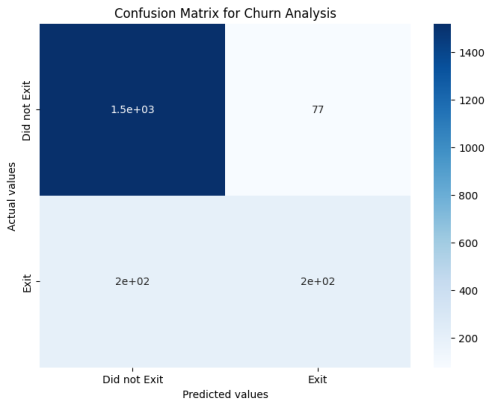 Confusion Matrix for Churn Analysis
Did not Exit
1.5e+03
77
Actual values
Exit
2e+02
2e+02
Did not Exit
Exit
Predicted values
1400
1200
1000
800
600
400
200